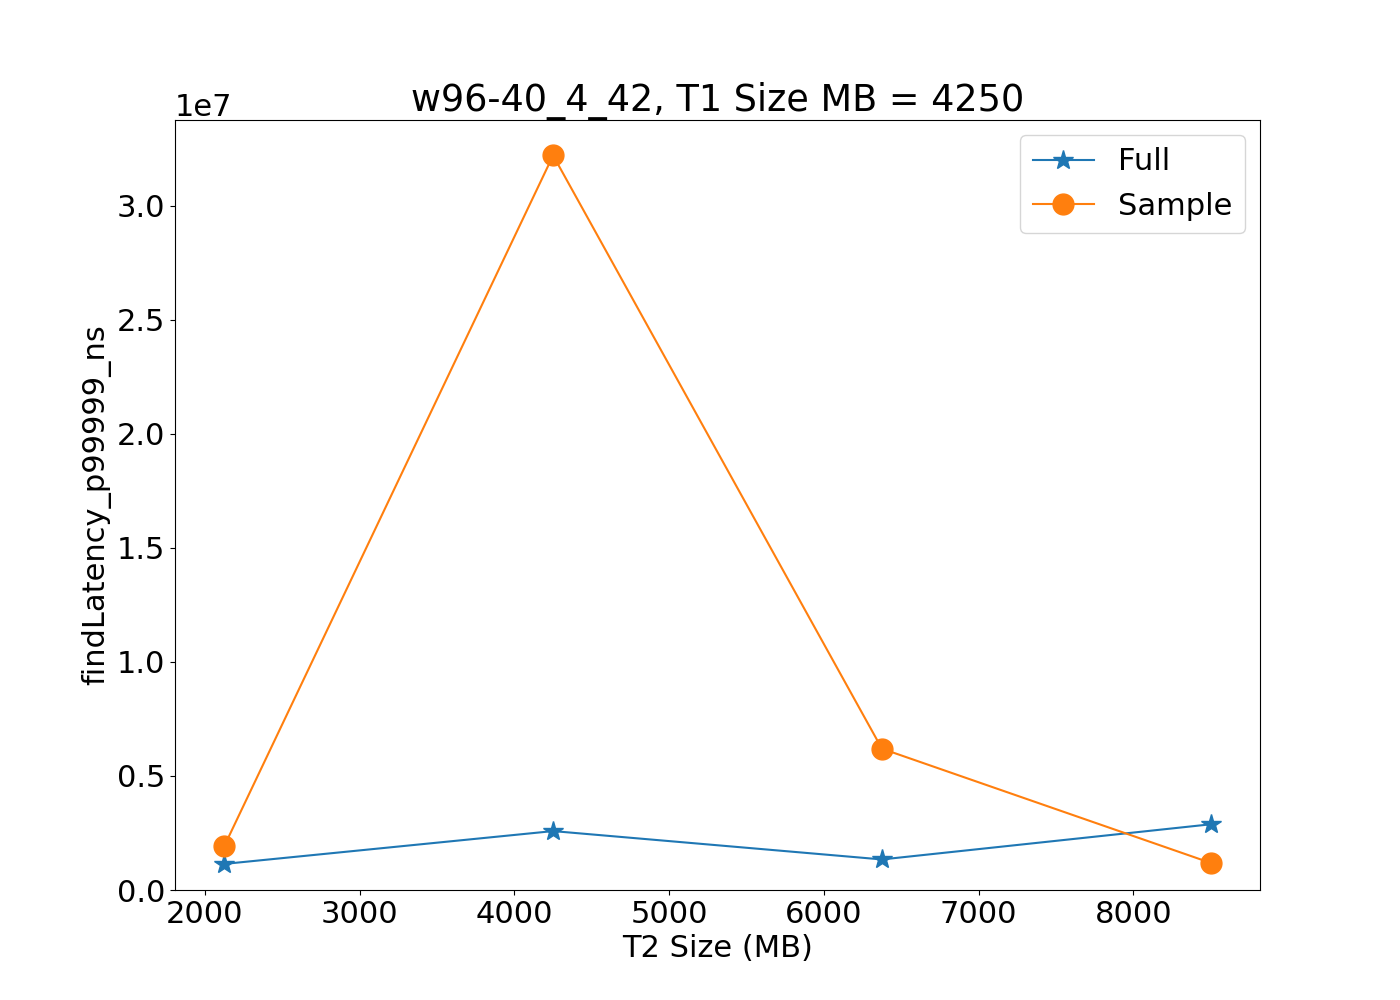 w96-40_4_42, T1 Size MB = 4250
1e7
Full
Sample
3.0
2.5
2.0
1.5
1.0
0.5
0.0
findLatency_p99999_ns
2000 3000 4000 5000 6000 7000 8000
T2 Size (MB)